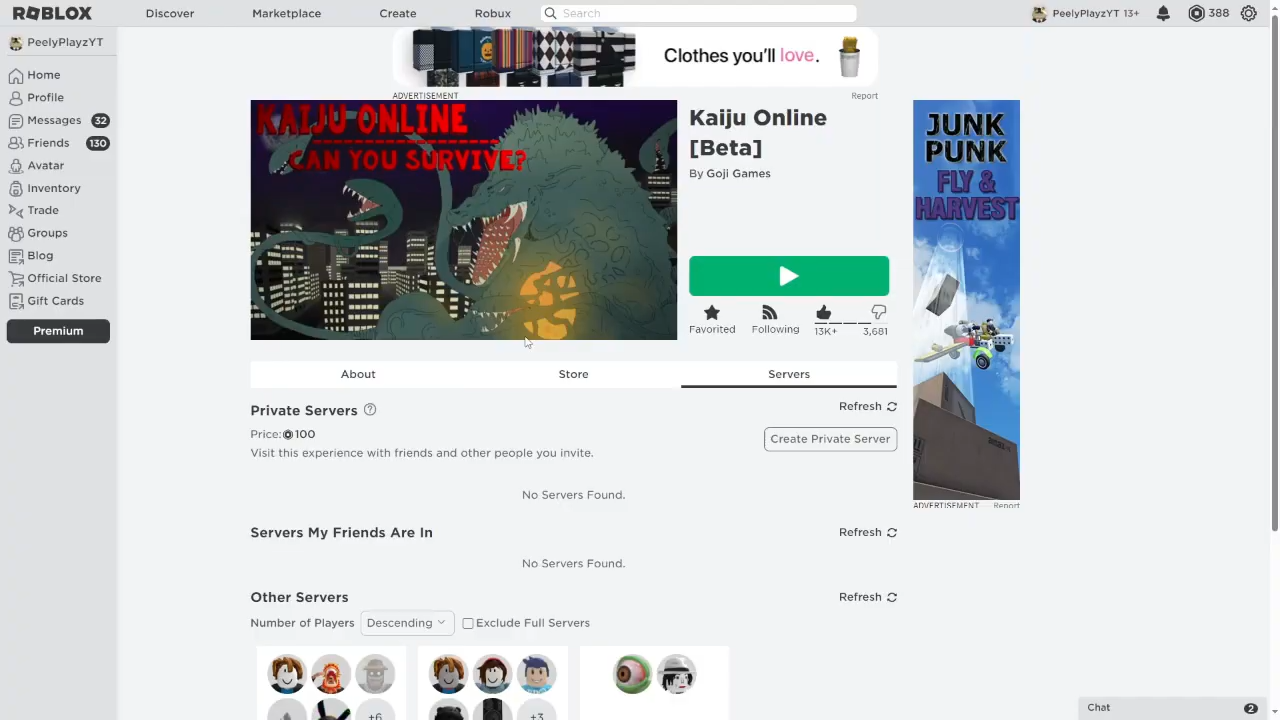 ROBLOX
Discover
Marketplace
Create
Robux
Search
PeelyPlayzYT 13+
388
PeelyPlayzYT
Home
Profile
Messages 32
Friends 130
Avatar
Inventory
Trade
Groups
Blog
Official Store
Gift Cards
Premium
Clothes you'll love.
ADVERTISEMENT
Report
KAIJU ONLINE
CAN YOU SURVIVE?
Kaiju Online
[Beta]
By Goji Games
Favorited
Following
13K+
3,681
JUNK
PUNK
FLY &
HARVEST
ADVERTISEMENT
Report
About
Store
Servers
Private Servers
Refresh
Price: 100
Create Private Server
Visit this experience with friends and other people you invite.
No Servers Found.
Servers My Friends Are In
Refresh
No Servers Found.
Other Servers
Refresh
Number of Players
Descending
Exclude Full Servers
+6
+3
Chat
2